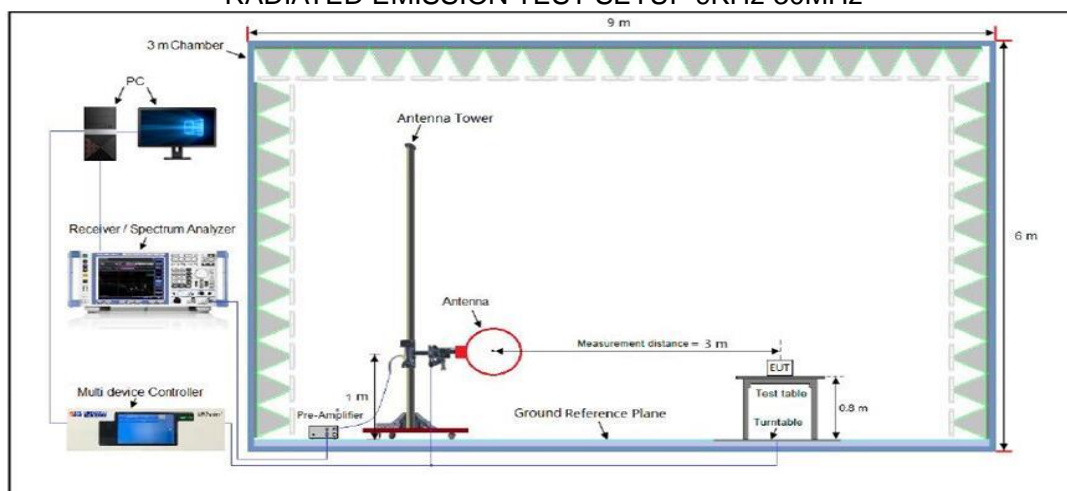 RADIATED EMISSION TEST SETUP 9KHz-30MHz
9 m
3 m Chamber
PC
Antenna Tower
Receiver / Spectrum Analyzer
6 m
Antenna
Measurement distance = 3 m
EUT
Multi device Controller
1 m
Test table
0.8 m
Pre-Amplifier
Ground Reference Plane
Turntable